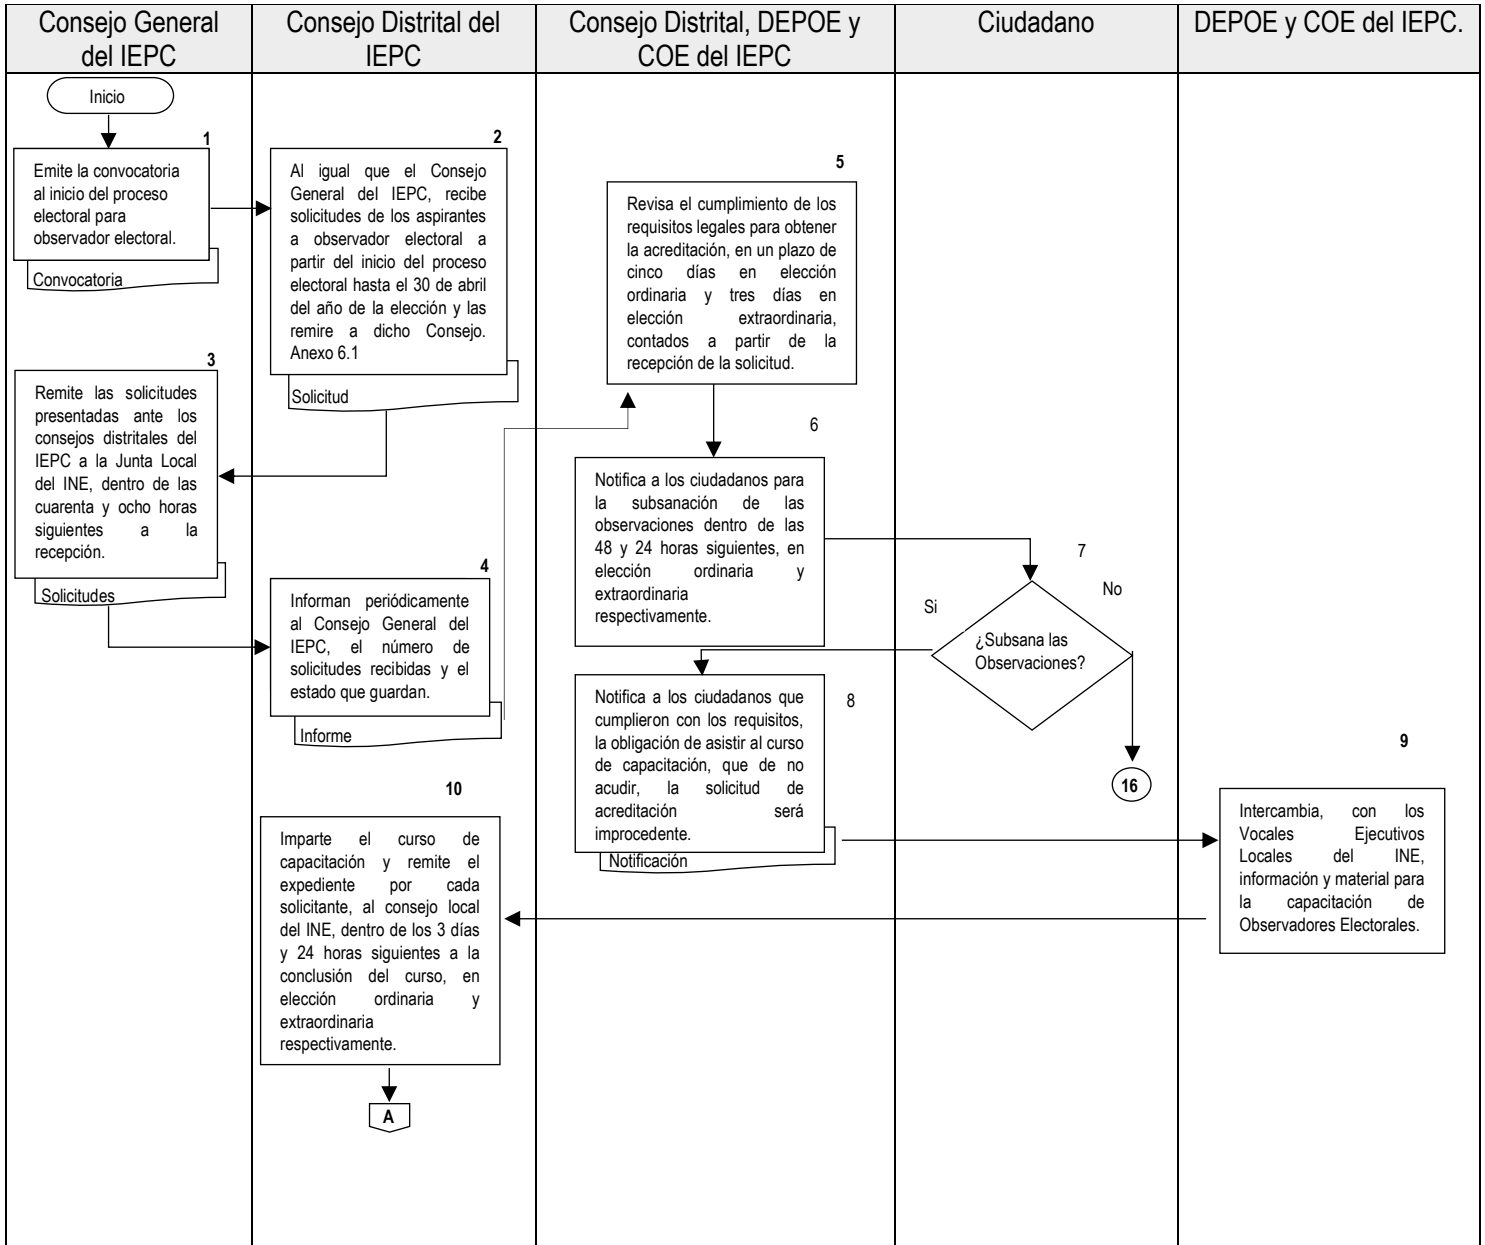 Consejo General
del IEPC
Consejo Distrital del
IEPC
Consejo Distrital, DEPOE y
COE del IEPC
Ciudadano
DEPOE y COE del IEPC.
Inicio
1
Emite la convocatoria
al inicio del proceso
electoral para
observador electoral.
Convocatoria
2
Al igual que el Consejo
General del IEPC, recibe
solicitudes de los aspirantes
a observador electoral a
partir del inicio del proceso
electoral hasta el 30 de abril
del año de la elección y las
remire a dicho Consejo.
Anexo 6.1
Solicitud
3
Remite las solicitudes
presentadas ante los
consejos distritales del
IEPC a la Junta Local
del INE, dentro de las
cuarenta y ocho horas
siguientes a la
recepción.
Solicitudes
4
Informan periódicamente
al Consejo General del
IEPC, el número de
solicitudes recibidas y el
estado que guardan.
Informe
5
Revisa el cumplimiento de los
requisitos legales para obtener
la acreditación, en un plazo de
cinco días en elección
ordinaria y tres días en
elección extraordinaria,
contados a partir de la
recepción de la solicitud.
6
Notifica a los ciudadanos para
la subsanación de las
observaciones dentro de las
48 y 24 horas siguientes, en
elección ordinaria y
extraordinaria
respectivamente.
7
Si
No
¿Subsana las
Observaciones?
16
8
Notifica a los ciudadanos que
cumplieron con los requisitos,
la obligación de asistir al curso
de capacitación, que de no
acudir, la solicitud de
acreditación será
improcedente.
Notificación
9
Intercambia, con los
Vocales Ejecutivos
Locales del INE,
información y material para
la capacitación de
Observadores Electorales.
10
Imparte el curso de
capacitación y remite el
expediente por cada
solicitante, al consejo local
del INE, dentro de los 3 días
y 24 horas siguientes a la
conclusión del curso, en
elección ordinaria y
extraordinaria
respectivamente.
A